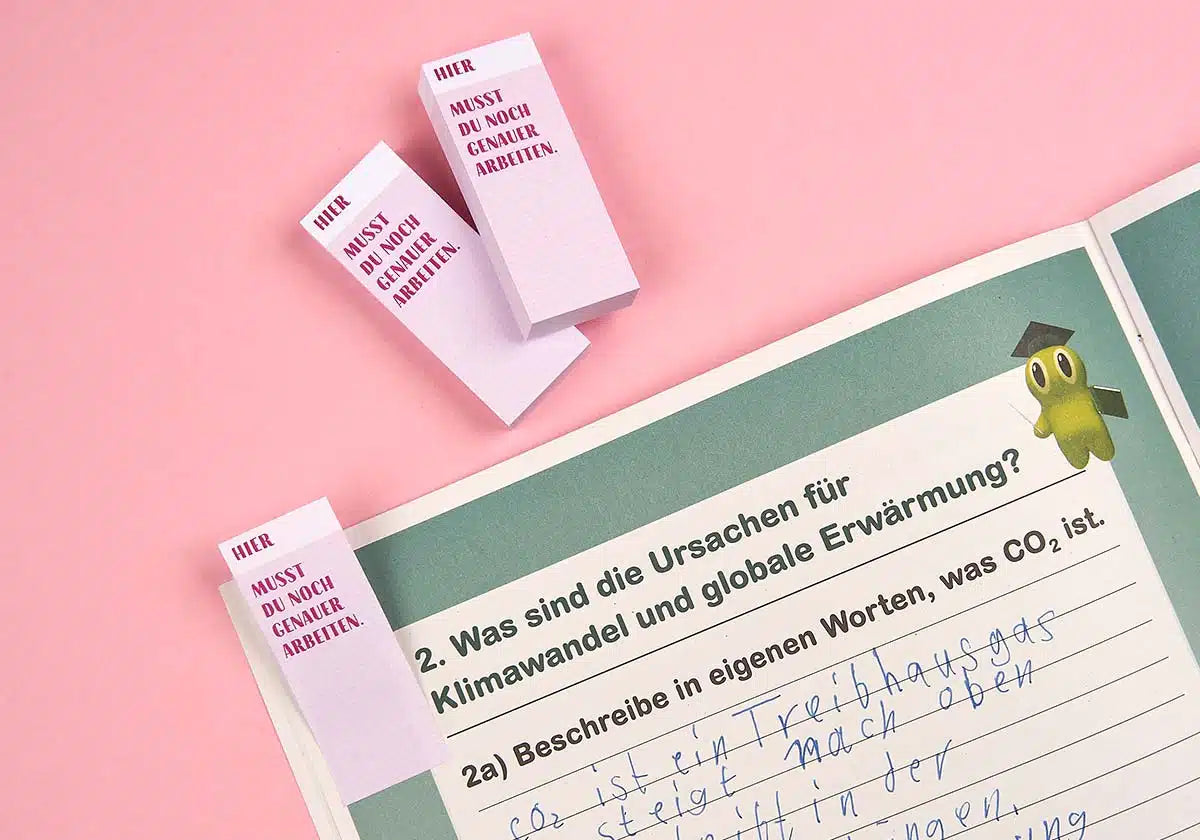 HIER
MUSST
DU NOCH
GENAUER
ARBEITEN.
HIER
MUSST
DU NOCH
GENAUER
ARBEITEN.
HIER
MUSST
DU NOCH
GENAUER
ARBEITEN.
2. Was sind die Ursachen für
Klimawandel und globale Erwärmung?
2a) Beschreibe in eigenen Worten, was CO₂ ist.
CO₂ ist ein Treibhausgas
steigt nach oben
in der